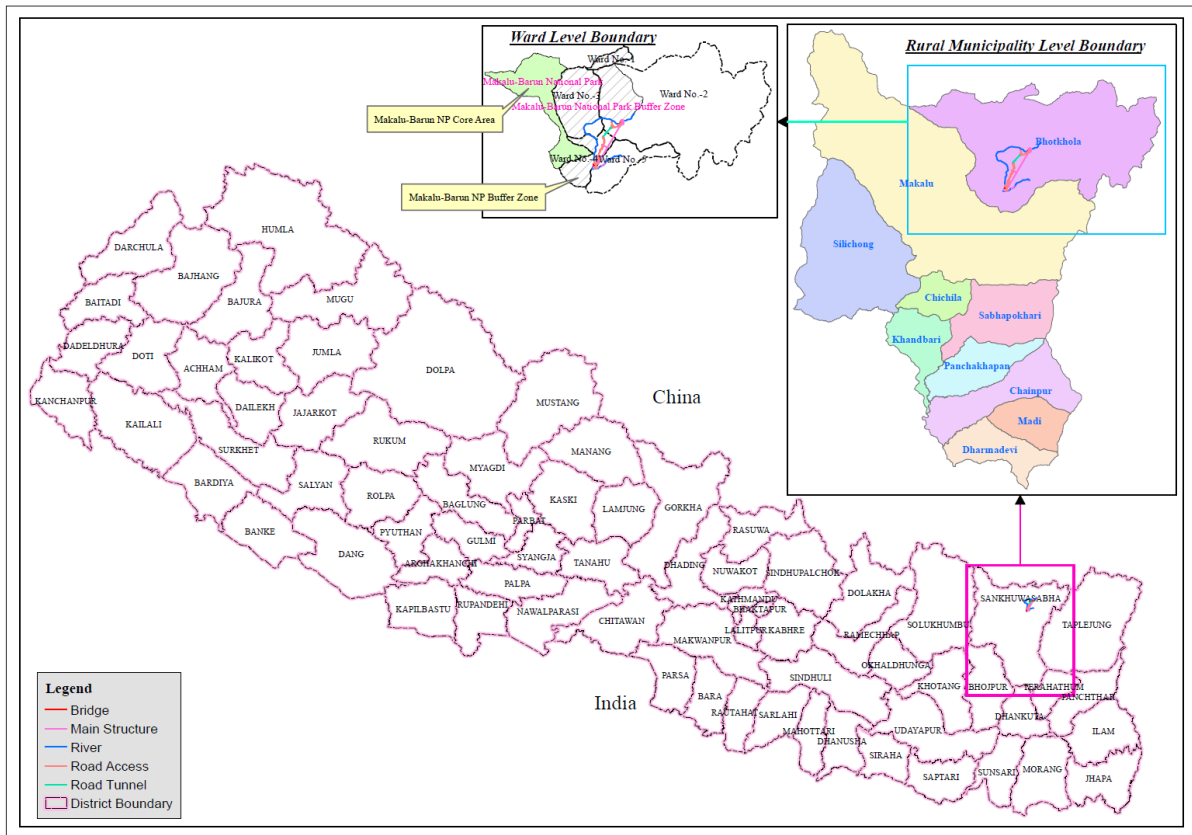 Ward Level Boundary
Ward No.-1
Makalu-Barun National Park
Ward No.-3
Ward No.-2
Makalu-Barun National Park Buffer Zone
Makalu-Barun NP Core Area
Ward No.-4
Ward No.-5
Makalu-Barun NP Buffer Zone
Rural Municipality Level Boundary
Bhotkhola
Makalu
Silichong
Chichila
Sabhapokhari
Khandbari
Panchakhapan
Chainpur
Madi
Dharmadevi
HUMLA
DARCHULA
BAJHANG
BAITADI
BAJURA
MUGU
DADELDHURA
DOTI
ACHHAM
KALIKOT
JUMLA
DOLPA
KANCHANPUR
KAILALI
DAILEKH
JAJARKOT
MUSTANG
China
RUKUM
SURKHET
MANANG
MYAGDI
BARDIYA
SALYAN
ROLPA
KASKI
LAMJUNG
GORKHA
BAGLUNG
PARBAT
BANKE
PYUTHAN
GULMI
RASUWA
DANG
ARGHAKHANCHI
SYANGJA
TANAHU
DHADING
NUWAKOT
SINDHUPALCHOK
PALPA
DOLAKHA
SANKHUWASABHA
KAPILBASTU
RUPANDEHI
NAWALPARASI
CHITAWAN
KATHMANDU
BHAKTAPUR
LALITPUR
KABHRE
MAKWANPUR
RAMECHHAP
SOLUKHUMBU
TAPLEJUNG
OKHALDHUNGA
PARSA
BARA
SINDHULI
KHOTANG
BHOJPUR
TERAHATHUM
PANCHTHAR
India
RAUTAHAT
SARLAHI
MAHOTTARI
DHANUSHA
SIRAHA
UDAYAPUR
DHANKUTA
ILAM
SAPTARI
SUNSARI
MORANG
JHAPA
Legend
Bridge
Main Structure
River
Road Access
Road Tunnel
District Boundary